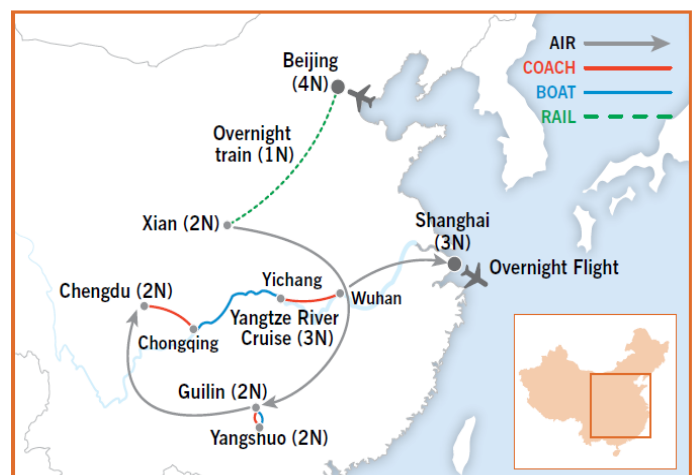 AIR
COACH
BOAT
RAIL
Beijing
(4N)
Overnight
train (1N)
Xian (2N)
Shanghai
(3N)
Overnight Flight
Yichang
Wuhan
Chengdu (2N)
Chongqing
Yangtze River
Cruise (3N)
Guilin (2N)
Yangshuo (2N)